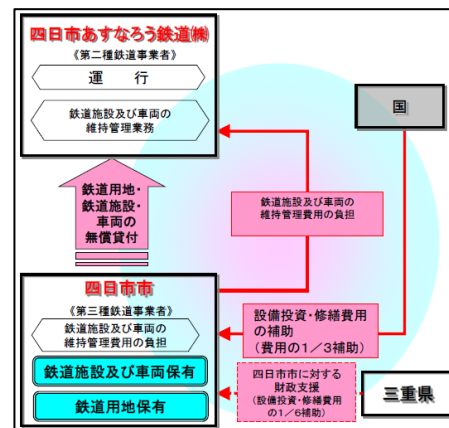 四日市あすなろう鉄道㈱
《第二種鉄道事業者》
運　行
鉄道施設及び車両の
維持管理業務
国
鉄道用地・
鉄道施設・
車両の
無償貸付
鉄道施設及び車両の
維持管理費用の負担
四日市市
《第三種鉄道事業者》
鉄道施設及び車両の
維持管理費用の負担
鉄道施設及び車両保有
鉄道用地保有
設備投資・修繕費用
の補助
(費用の1／3補助)
四日市市に対する
財政支援
(設備投資・修繕費用
の1／6補助)
三重県